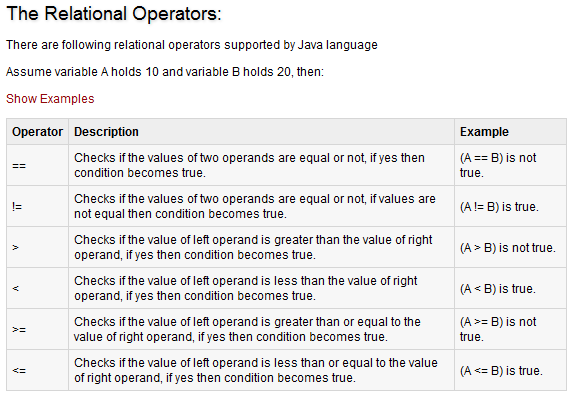 The Relational Operators:
There are following relational operators supported by Java language
Assume variable A holds 10 and variable B holds 20, then:
Show Examples
Operator Description Example
== Checks if the values of two operands are equal or not, if yes then condition becomes true. (A == B) is not true.
!= Checks if the values of two operands are equal or not, if values are not equal then condition becomes true. (A != B) is true.
> Checks if the value of left operand is greater than the value of right operand, if yes then condition becomes true. (A > B) is not true.
< Checks if the value of left operand is less than the value of right operand, if yes then condition becomes true. (A < B) is true.
>= Checks if the value of left operand is greater than or equal to the value of right operand, if yes then condition becomes true. (A >= B) is not true.
<= Checks if the value of left operand is less than or equal to the value of right operand, if yes then condition becomes true. (A <= B) is true.